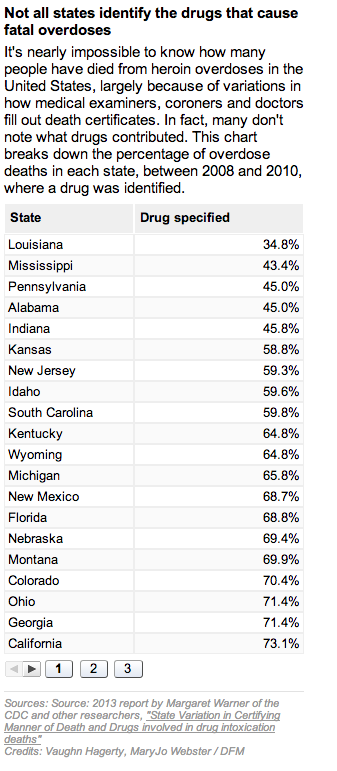 Not all states identify the drugs that cause
fatal overdoses
It's nearly impossible to know how many
people have died from heroin overdoses in the
United States, largely because of variations in
how medical examiners, coroners and doctors
fill out death certificates. In fact, many don't
note what drugs contributed. This chart
breaks down the percentage of overdose
deaths in each state, between 2008 and 2010,
where a drug was identified.
State Drug specified
Louisiana 34.8%
Mississippi 43.4%
Pennsylvania 45.0%
Alabama 45.0%
Indiana 45.8%
Kansas 58.8%
New Jersey 59.3%
Idaho 59.6%
South Carolina 59.8%
Kentucky 64.8%
Wyoming 64.8%
Michigan 65.8%
New Mexico 68.7%
Florida 68.8%
Nebraska 69.4%
Montana 69.9%
Colorado 70.4%
Ohio 71.4%
Georgia 71.4%
California 73.1%
1 2 3
Sources: Source: 2013 report by Margaret Warner of the
CDC and other researchers, "State Variation in Certifying
Manner of Death and Drugs involved in drug intoxication
deaths"
Credits: Vaughn Hagerty, MaryJo Webster / DFM